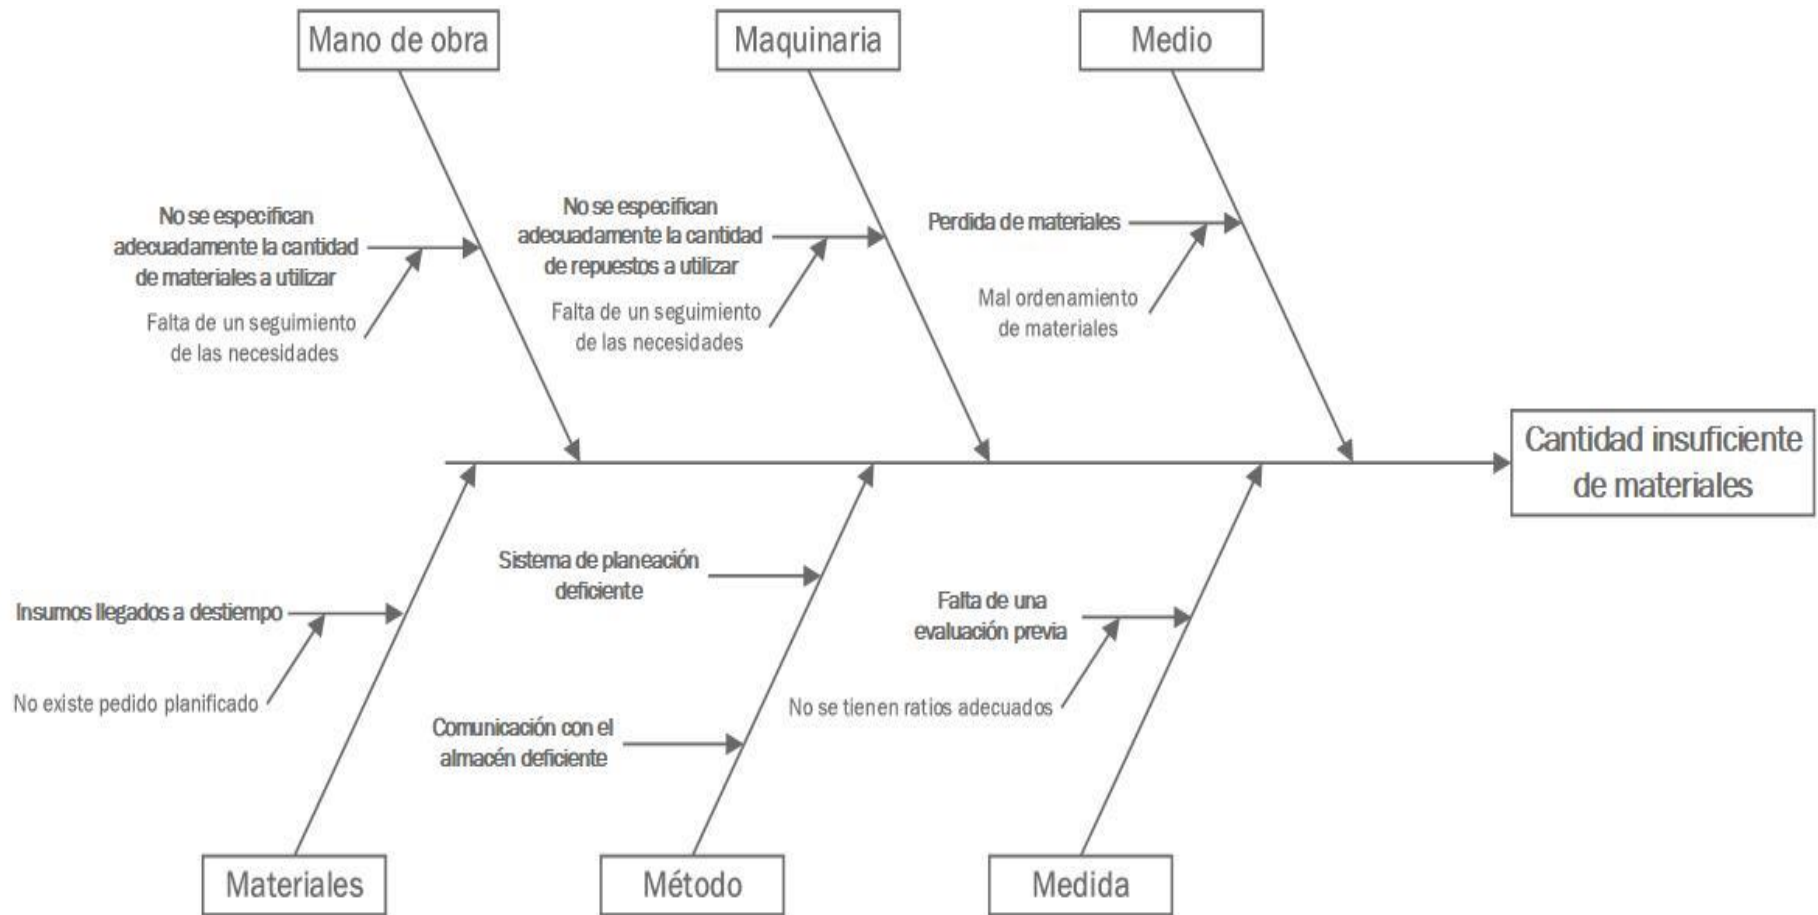 Mano de obra
Maquinaria
Medio
No se especifican
adecuadamente la cantidad
de materiales a utilizar
Falta de un seguimiento
de las necesidades
No se especifican
adecuadamente la cantidad
de repuestos a utilizar
Falta de un seguimiento
de las necesidades
Perdida de materiales
Mal ordenamiento
de materiales
Cantidad insuficiente
de materiales
Insumos llegados a destiempo
No existe pedido planificado
Sistema de planeación
deficiente
Comunicación con el
almacén deficiente
Falta de una
evaluación previa
No se tienen ratios adecuados
Materiales
Método
Medida